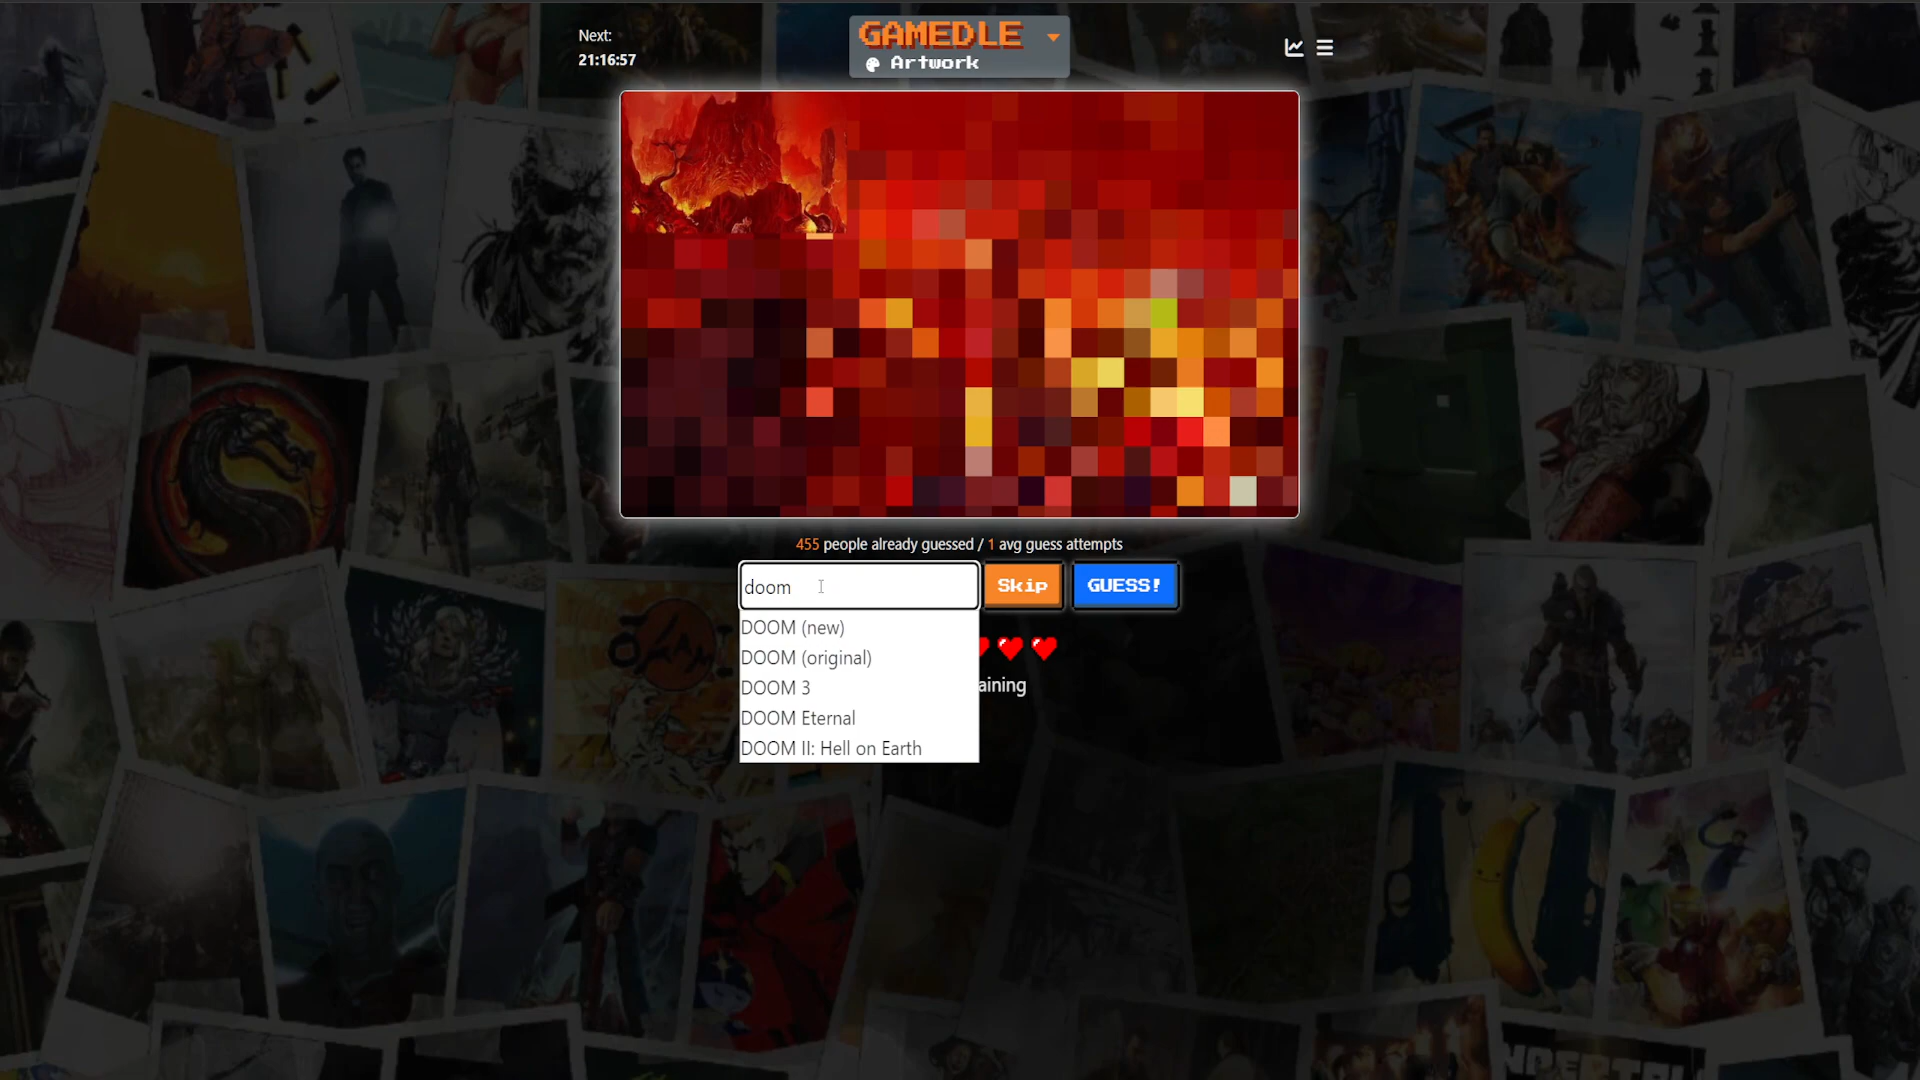 Next:
21:16:57
GAMEDLE
Artwork
455 people already guessed / 1 avg guess attempts
doom
Skip
GUESS!
DOOM (new)
DOOM (original)
DOOM 3
DOOM Eternal
DOOM II: Hell on Earth
aining